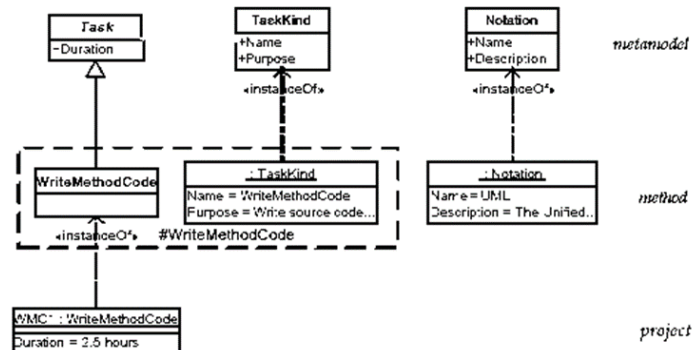 Task
+Duration
TaskKind
+Name
+Purpose
Notation
+Name
+Description
metamodel
«instanceOf»
«instanceOf»
WriteMethodCode
: TaskKind
Name = WriteMethodCode
Purpose = Write source code...
: Notation
Name = UML
Description = The Unified...
method
«instanceOf»
#WriteMethodCode
WMC1 : WriteMethodCode
Duration = 2.5 hours
project